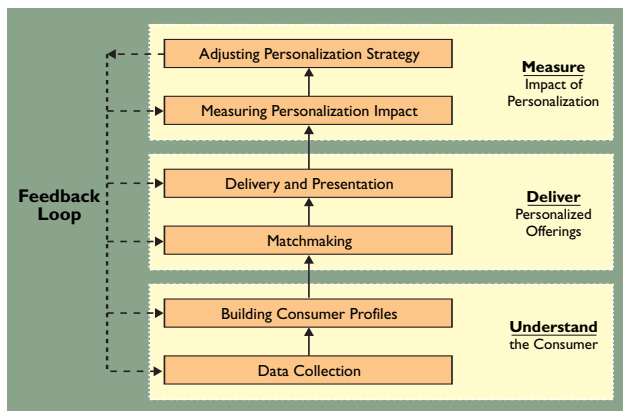 Adjusting Personalization Strategy
Measuring Personalization Impact
Measure
Impact of
Personalization
Feedback
Loop
Delivery and Presentation
Matchmaking
Deliver
Personalized
Offerings
Building Consumer Profiles
Data Collection
Understand
the Consumer